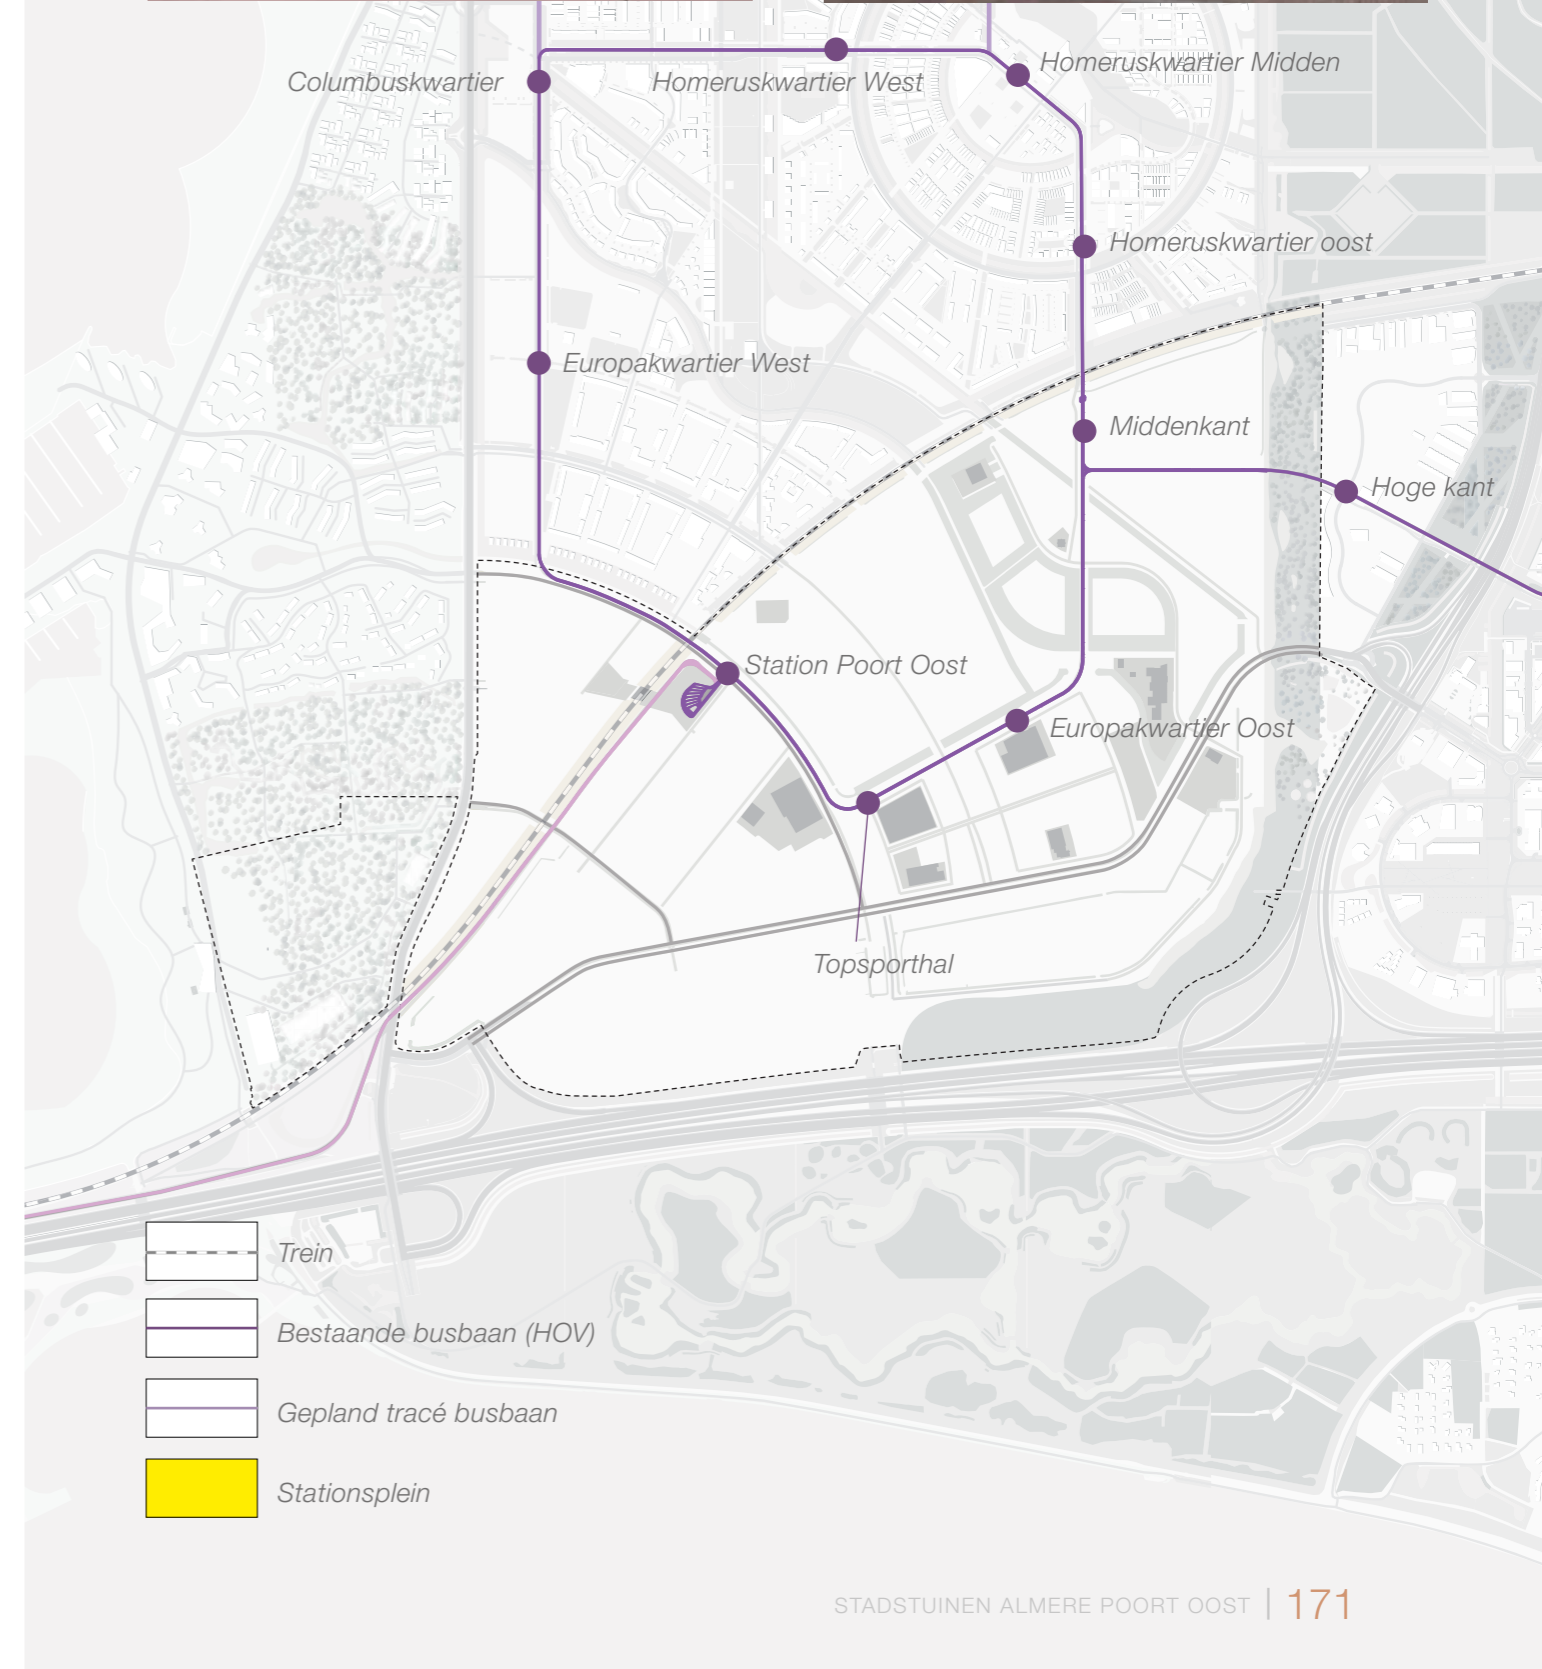 Homeruskwartier Midden
Columbuskwartier
Homeruskwartier West
Homeruskwartier oost
Europakwartier West
Middenkant
Hoge kant
Station Poort Oost
Europakwartier Oost
Topsporthal
Trein
Bestaande busbaan (HOV)
Gepland tracé busbaan
Stationsplein
STADSTUINEN ALMERE POORT OOST | 171